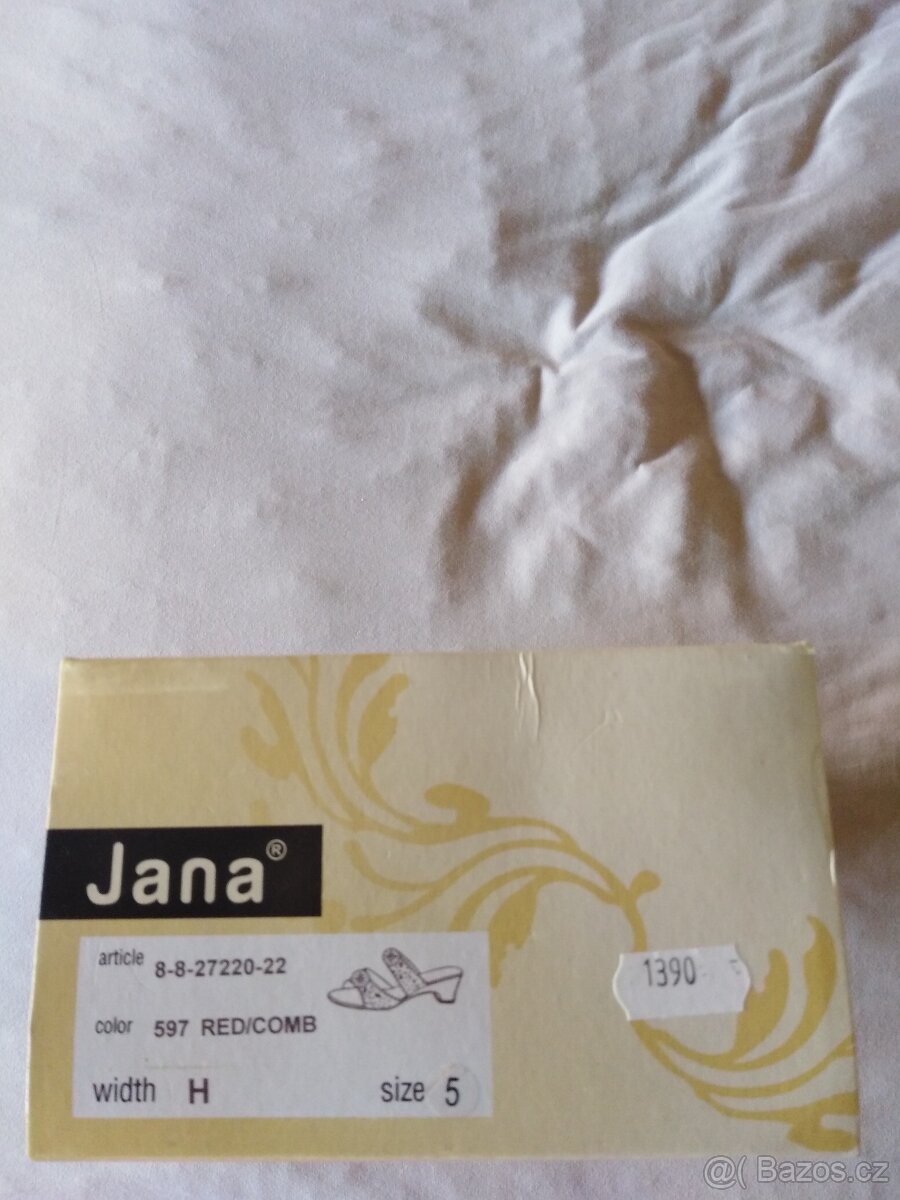 Jana®
article 8-8-27220-22
color 597 RED/COMB
width H size 5
1390
@( Bazos.cz